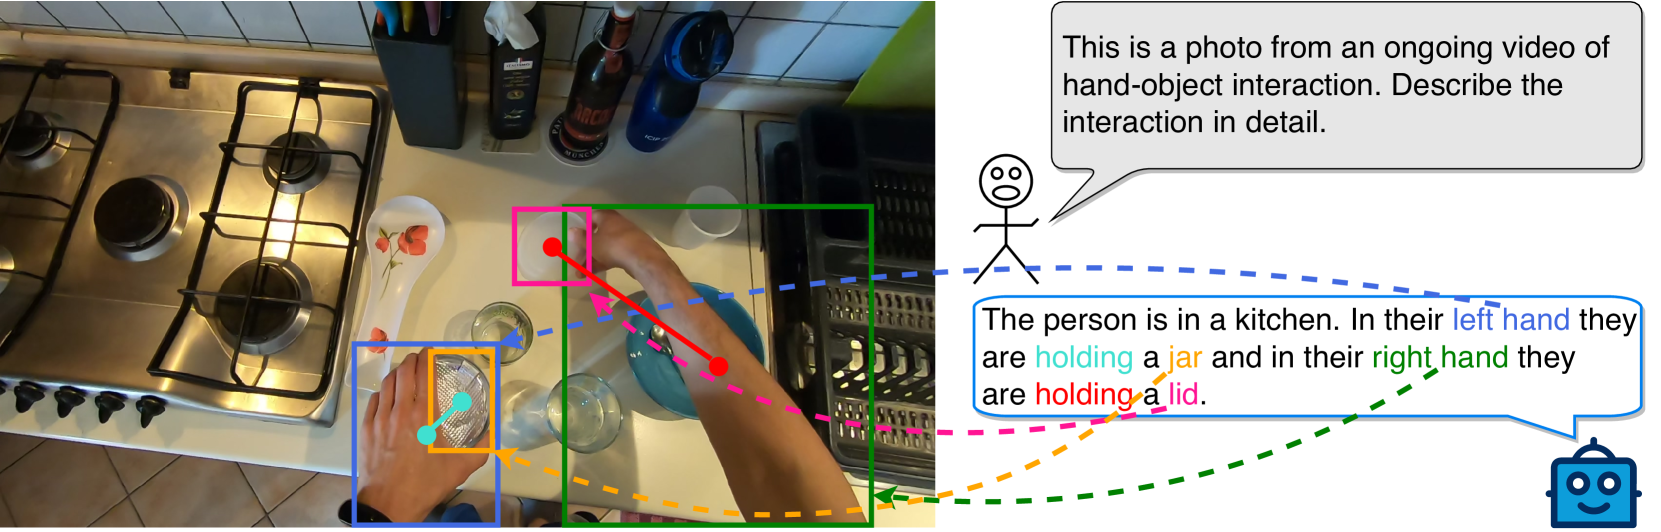 This is a photo from an ongoing video of
hand-object interaction. Describe the
interaction in detail.
The person is in a kitchen. In their left hand they
are holding a jar and in their right hand they
are holding a lid.
MÜNCHEN